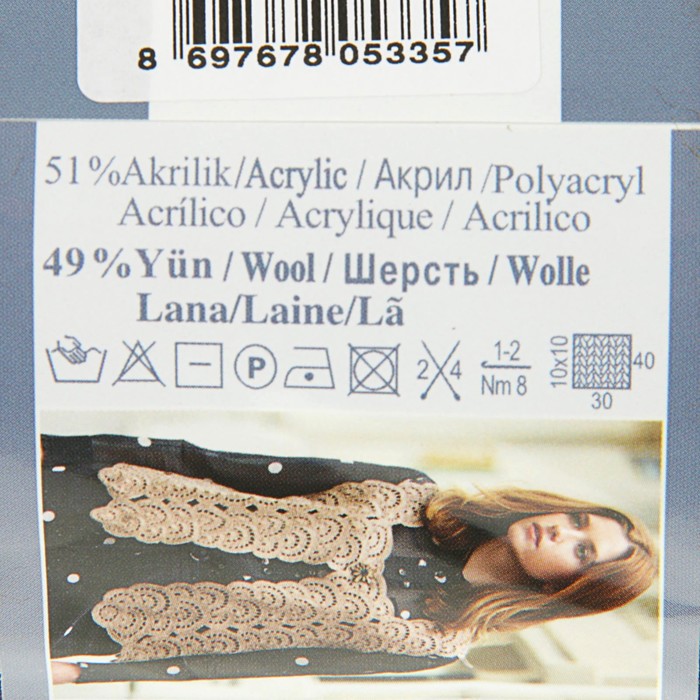 8 697678 053357
51%Akrilik/Acrylic / Акрил /Polyacryl
Acrílico / Acrylique / Acrilico
49%Yün / Wool / Шерсть / Wolle
Lana/Laine/Lã
P
2 4
1-2
Nm 8
10x10
40
30